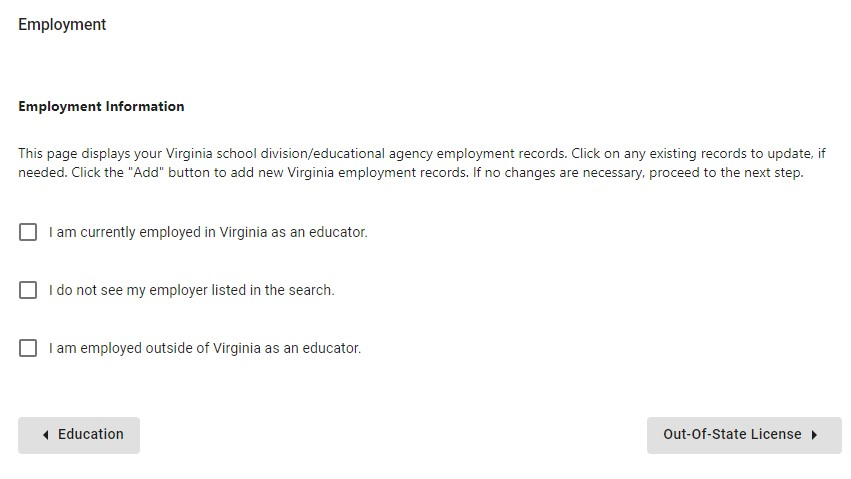 Employment
Employment Information
This page displays your Virginia school division/educational agency employment records. Click on any existing records to update, if
needed. Click the "Add" button to add new Virginia employment records. If no changes are necessary, proceed to the next step.
I am currently employed in Virginia as an educator.
I do not see my employer listed in the search.
I am employed outside of Virginia as an educator.
Education
Out-Of-State License